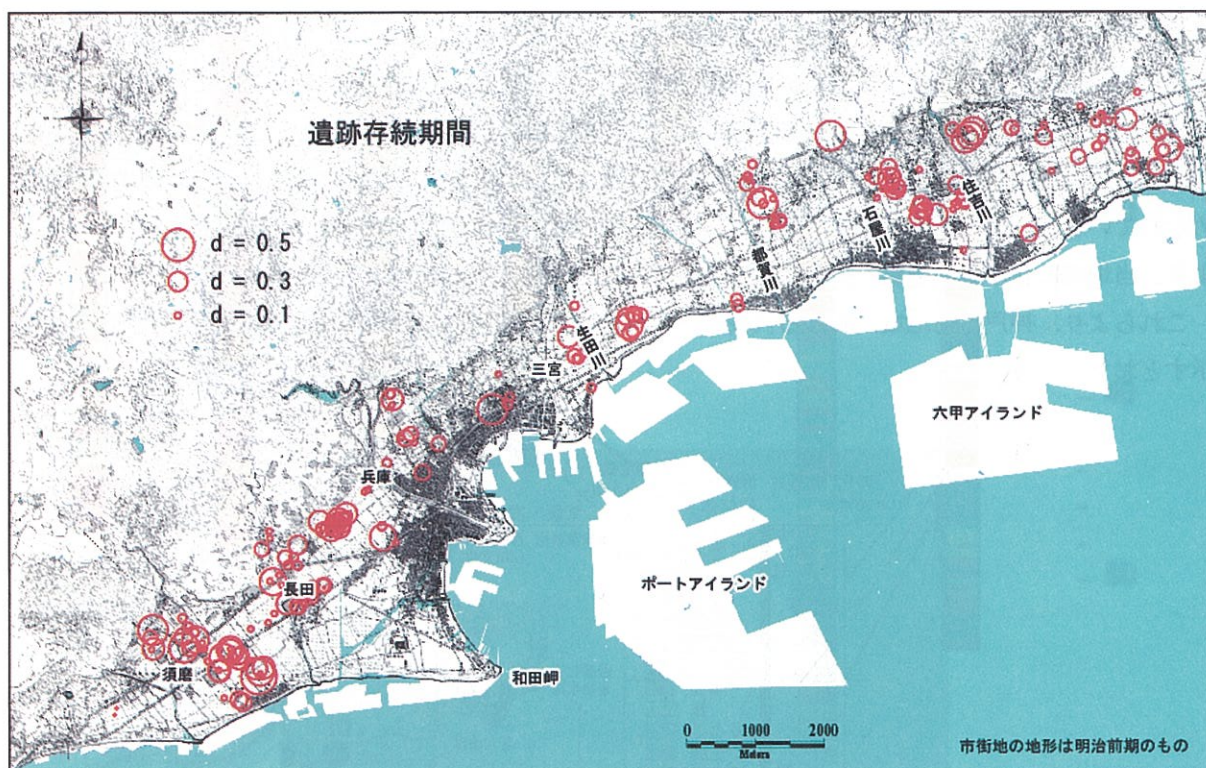 遺跡存続期間
d = 0.5
d = 0.3
d = 0.1
住吉川
石屋川
都賀川
生田川
三宮
六甲アイランド
兵庫
ポートアイランド
長田
須磨
和田岬
0 1000 2000
Meters
市街地の地形は明治前期のもの